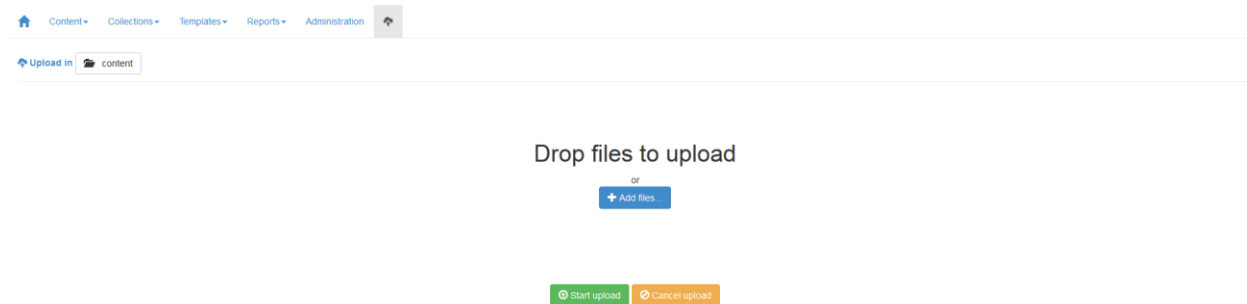 Content Collections Templates Reports Administration
Upload in content
Drop files to upload
or
Add files...
Start upload Cancel upload